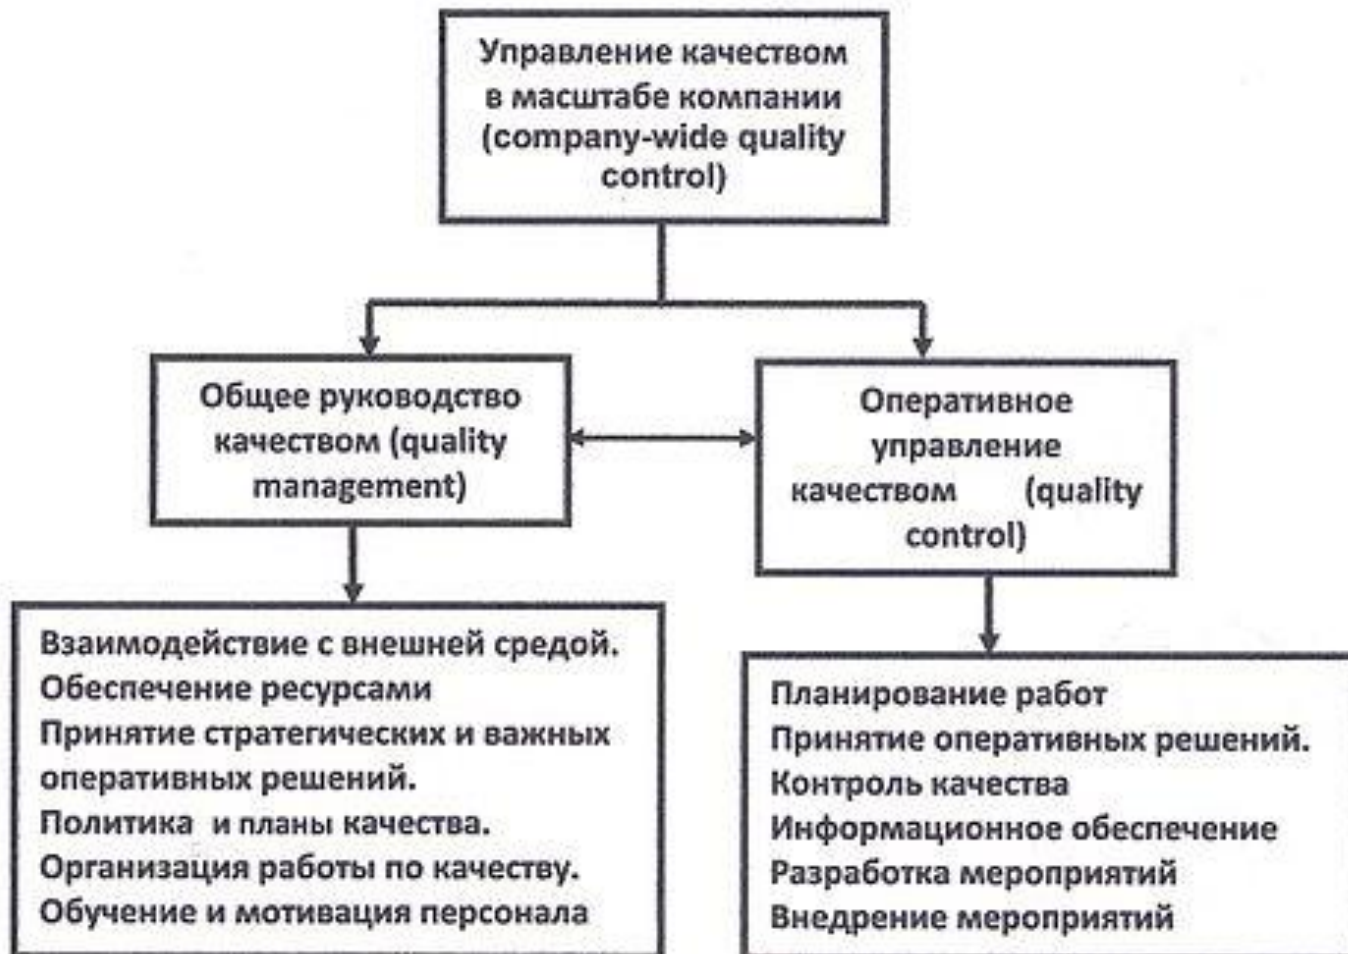 Управление качеством
в масштабе компании
(company-wide quality
control)
Общее руководство
качеством (quality
management)
Оперативное
управление
качеством (quality
control)
Взаимодействие с внешней средой.
Обеспечение ресурсами
Принятие стратегических и важных
оперативных решений.
Политика и планы качества.
Организация работы по качеству.
Обучение и мотивация персонала
Планирование работ
Принятие оперативных решений.
Контроль качества
Информационное обеспечение
Разработка мероприятий
Внедрение мероприятий